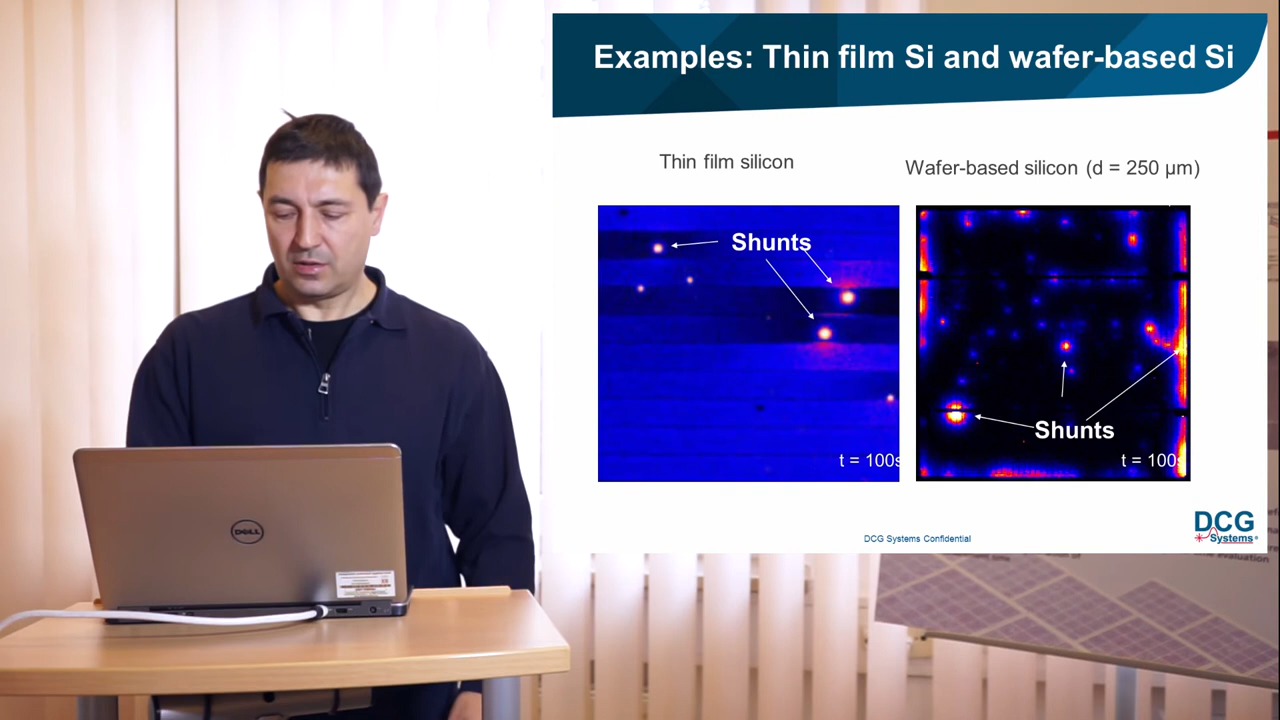 Examples: Thin film Si and wafer-based Si
Thin film silicon
Wafer-based silicon (d = 250 µm)
Shunts
Shunts
t = 100s
t = 100s
DCG Systems Confidential
DCG
Systems
DELL